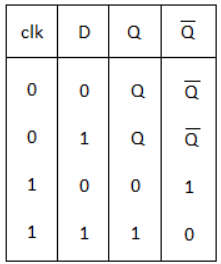 clk D Q Q̅
0 0 Q Q̅
0 1 Q Q̅
1 0 0 1
1 1 1 0